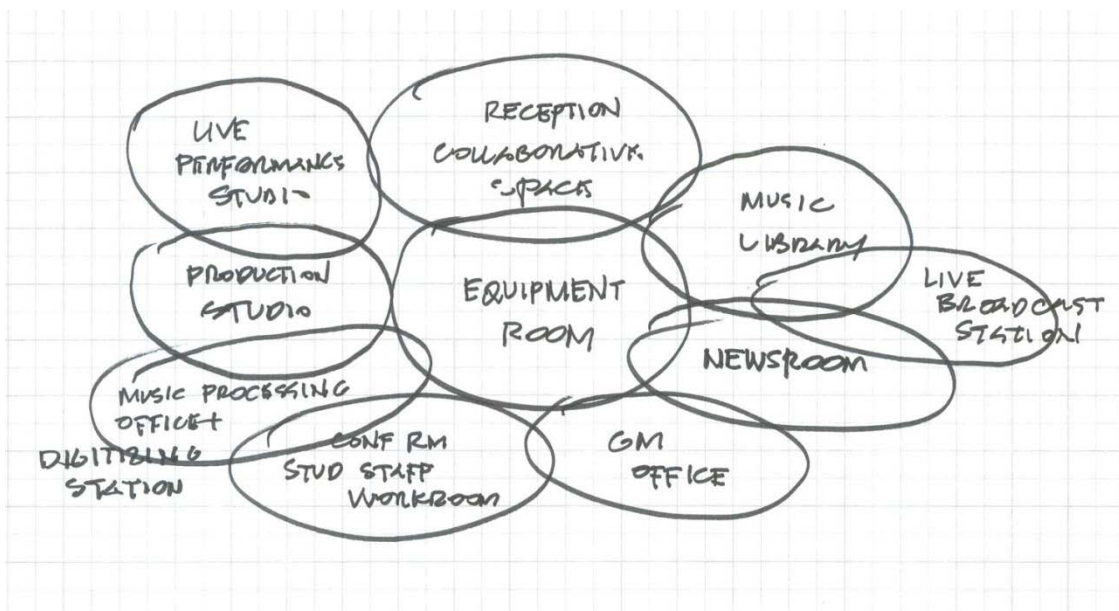 LIVE
PERFORMANCE
STUDIO
RECEPTION
COLLABORATIVE
SPACE
MUSIC
LIBRARY
LIVE
BROADCAST
STATION
PRODUCTION
STUDIO
EQUIPMENT
ROOM
NEWSROOM
MUSIC PROCESSING
OFFICE+
DIGITIZING
STATION
CONF RM
STUD STAFF
WORKROOM
GM
OFFICE